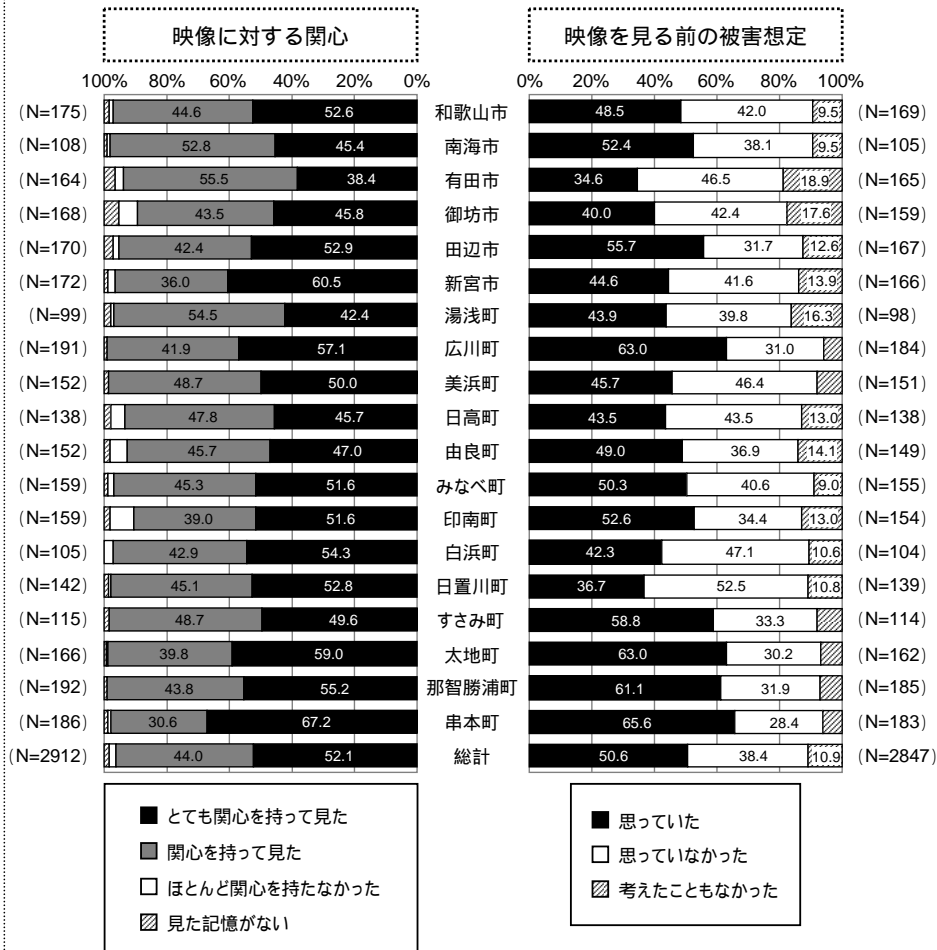 映像に対する関心 映像を見る前の被害想定
100% 80% 60% 40% 20% 0% 0% 20% 40% 60% 80% 100%
(N=175) 44.6 52.6 和歌山市 48.5 42.0 9.5 (N=169)
(N=108) 52.8 45.4 南海市 52.4 38.1 9.5 (N=105)
(N=164) 55.5 38.4 有田市 34.6 46.5 18.9 (N=165)
(N=168) 43.5 45.8 御坊市 40.0 42.4 17.6 (N=159)
(N=170) 42.4 52.9 田辺市 55.7 31.7 12.6 (N=167)
(N=172) 36.0 60.5 新宮市 44.6 41.6 13.9 (N=166)
(N=99) 54.5 42.4 湯浅町 43.9 39.8 16.3 (N=98)
(N=191) 41.9 57.1 広川町 63.0 31.0 (N=184)
(N=152) 48.7 50.0 美浜町 45.7 46.4 (N=151)
(N=138) 47.8 45.7 日高町 43.5 43.5 13.0 (N=138)
(N=152) 45.7 47.0 由良町 49.0 36.9 14.1 (N=149)
(N=159) 45.3 51.6 みなべ町 50.3 40.6 9.0 (N=155)
(N=159) 39.0 51.6 印南町 52.6 34.4 13.0 (N=154)
(N=105) 42.9 54.3 白浜町 42.3 47.1 10.6 (N=104)
(N=142) 45.1 52.8 日置川町 36.7 52.5 10.8 (N=139)
(N=115) 48.7 49.6 すさみ町 58.8 33.3 (N=114)
(N=166) 39.8 59.0 太地町 63.0 30.2 (N=162)
(N=192) 43.8 55.2 那智勝浦町 61.1 31.9 (N=185)
(N=186) 30.6 67.2 串本町 65.6 28.4 (N=183)
(N=2912) 44.0 52.1 総計 50.6 38.4 10.9 (N=2847)
とても関心を持って見た
関心を持って見た
ほとんど関心を持たなかった
見た記憶がない
思っていた
思っていなかった
考えたこともなかった